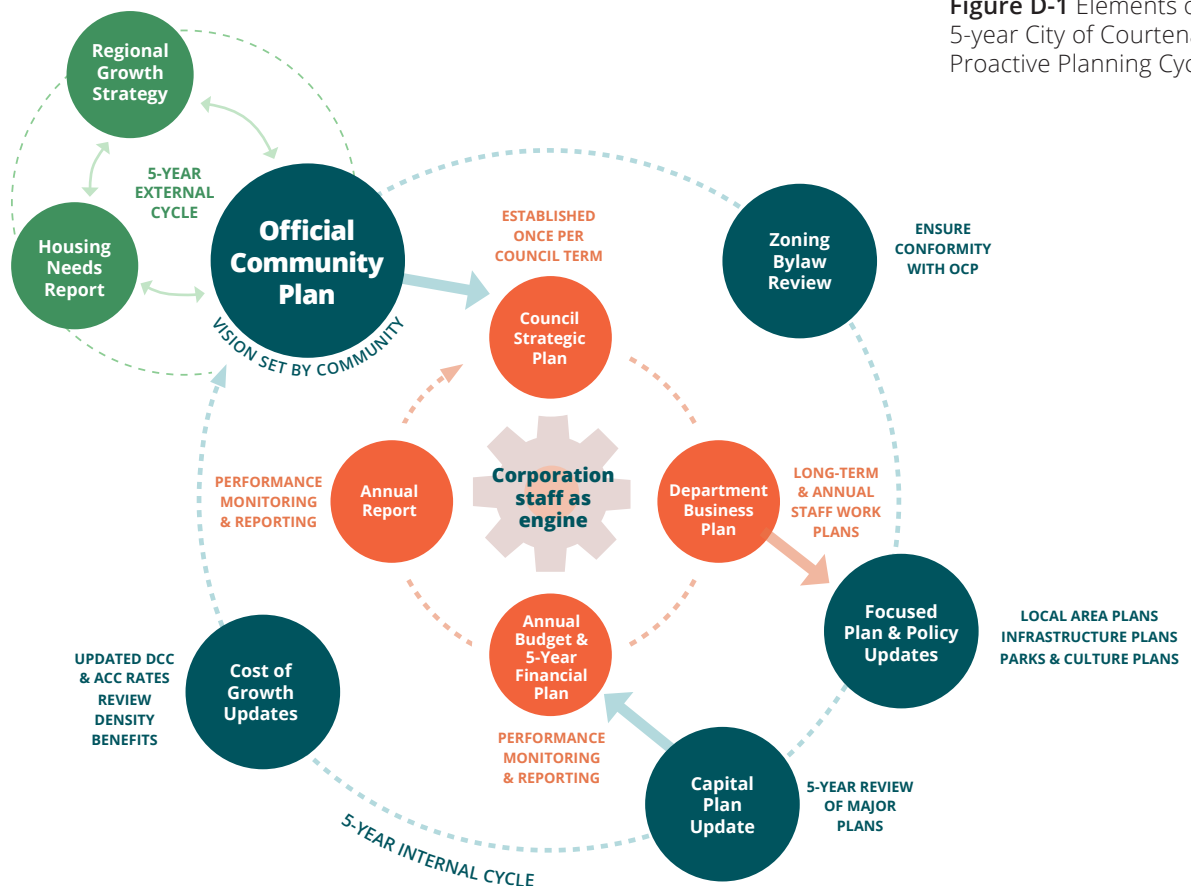 Figure D-1 Elements o
5-year City of Courtena
Proactive Planning Cyc
Regional
Growth
Strategy
5-YEAR
EXTERNAL
CYCLE
Housing
Needs
Report
Official
Community
Plan
VISION SET BY COMMUNITY
ESTABLISHED
ONCE PER
COUNCIL TERM
Council
Strategic
Plan
Zoning
Bylaw
Review
ENSURE
CONFORMITY
WITH OCP
PERFORMANCE
MONITORING
& REPORTING
Annual
Report
Corporation
staff as
engine
Department
Business
Plan
LONG-TERM
& ANNUAL
STAFF WORK
PLANS
Focused
Plan & Policy
Updates
LOCAL AREA PLANS
INFRASTRUCTURE PLANS
PARKS & CULTURE PLANS
Annual
Budget &
5-Year
Financial
Plan
PERFORMANCE
MONITORING
& REPORTING
UPDATED DCC
& ACC RATES
REVIEW
DENSITY
BENEFITS
Cost of
Growth
Updates
Capital
Plan
Update
5-YEAR REVIEW
OF MAJOR
PLANS
5-YEAR INTERNAL CYCLE